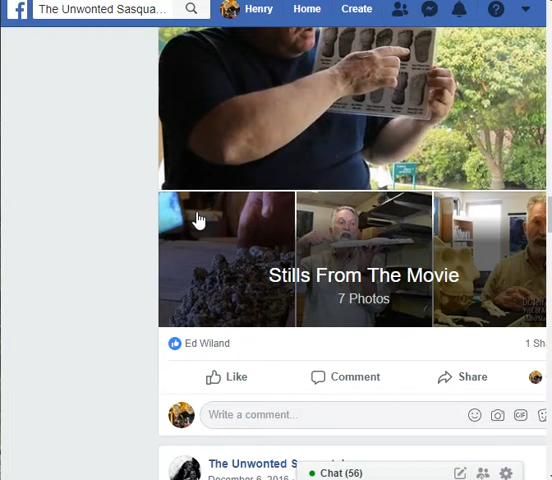 The Unwonted Sasqua...
Henry
Home
Create
Stills From The Movie
7 Photos
Ed Wiland
1 Sh
Like
Comment
Share
Write a comment...
GIF
The Unwonted S
December 6, 2016
Chat (56)